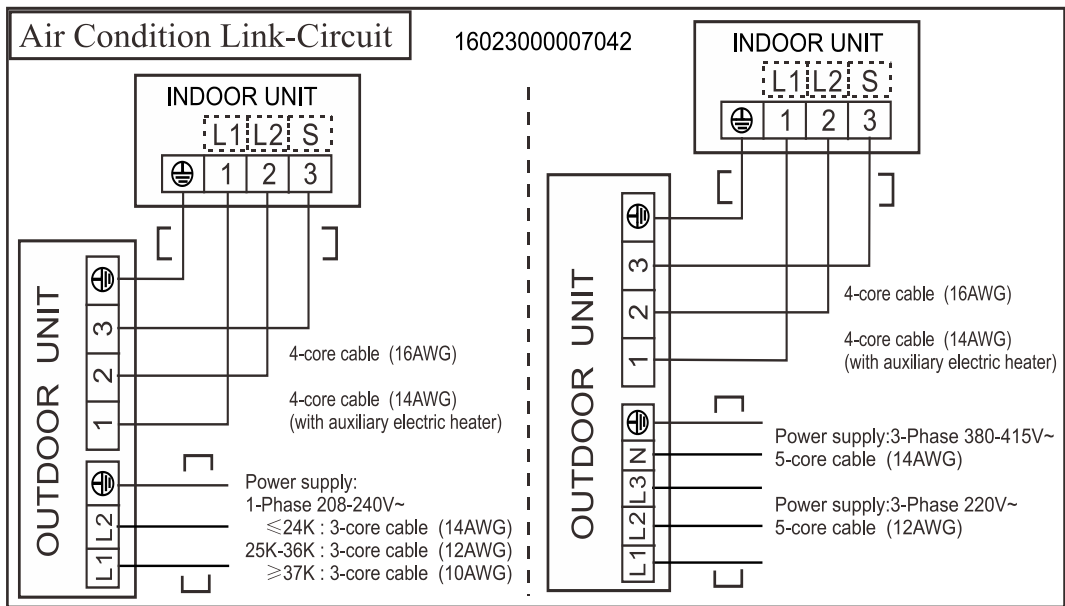 Air Condition Link-Circuit
16023000007042
INDOOR UNIT
L1 L2 S
1 2 3
OUTDOOR UNIT
3
2
1
4-core cable (16AWG)
4-core cable (14AWG)
(with auxiliary electric heater)
L2
L1
Power supply:
1-Phase 208-240V~
≤24K : 3-core cable (14AWG)
25K-36K : 3-core cable (12AWG)
≥37K : 3-core cable (10AWG)
INDOOR UNIT
L1 L2 S
1 2 3
OUTDOOR UNIT
3
2
1
4-core cable (16AWG)
4-core cable (14AWG)
(with auxiliary electric heater)
N
L3
L2
L1
Power supply:3-Phase 380-415V~
5-core cable (14AWG)
Power supply:3-Phase 220V~
5-core cable (12AWG)